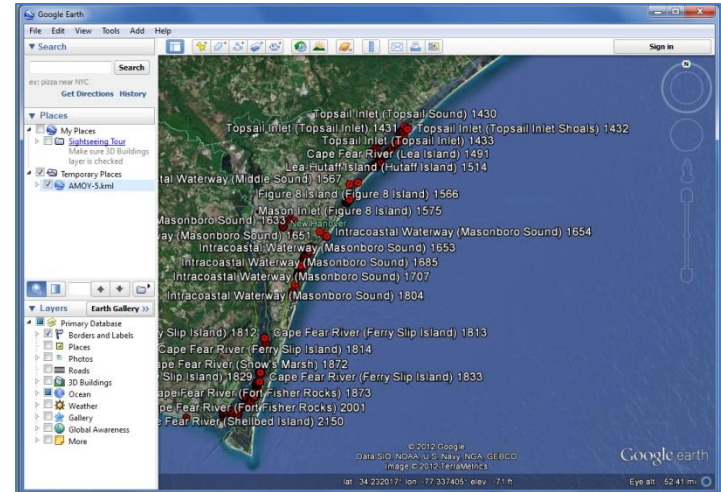 Google Earth
File Edit View Tools Add Help
Search
Sign in
Search
ex: pizza near NYC
Get Directions History
Places
My Places
Sightseeing Tour
Make sure 3D Buildings
layer is checked
Temporary Places
AMOY-5.kml
Layers
Earth Gallery >>
Primary Database
Borders and Labels
Places
Photos
Roads
3D Buildings
Ocean
Weather
Gallery
Global Awareness
More
N
Topsail Inlet (Topsail Sound) 1430
Topsail Inlet (Topsail Inlet) 1431 Topsail Inlet (Topsail Inlet Shoals) 1432
Topsail Inlet (Topsail Inlet) 1433
Cape Fear River (Lea Island) 1491
Lea-Hutaff Island (Hutaff Island) 1514
stal Waterway (Middle Sound) 1567
Figure 8 Island (Figure 8 Island) 1566
Mason Inlet (Figure 8 Island) 1575
Masonboro Sound) 1633 New Hanover
way (Masonboro Sound) 1651 Intracoastal Waterway (Masonboro Sound) 1654
Intracoastal Waterway (Masonboro Sound) 1653
Intracoastal Waterway (Masonboro Sound) 1685
Intracoastal Waterway (Masonboro Sound) 1707
Intracoastal Waterway (Masonboro Sound) 1804
y Slip Island) 1812 Cape Fear River (Ferry Slip Island) 1813
Cape Fear River (Ferry Slip Island) 1814
ape Fear River (Snow's Marsh) 1872
Slip Island) 1829 Cape Fear River (Ferry Slip Island) 1833
ape Fear River (Fort Fisher Rocks) 1873
pe Fear River (Fort Fisher Rocks) 2001
e Fear River (Shellbed Island) 2150
© 2012 Google
Data SIO, NOAA, U.S. Navy, NGA, GEBCO
Image © 2012 TerraMetrics
Google earth
lat 34.232017° lon -77.337405° elev -71 ft
Eye alt 52.41 mi